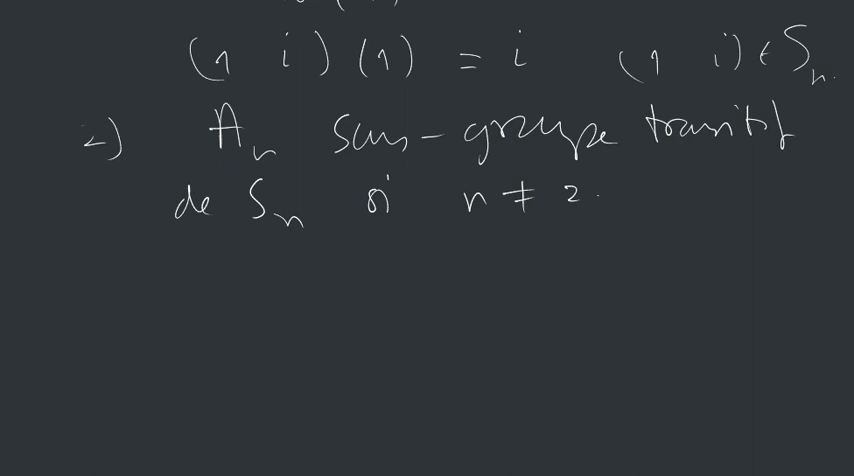 (1 i) (1) = i (1 i) ∈ Sₙ.
2) Aₙ sous-groupe transitif
de Sₙ si n ≠ 2.